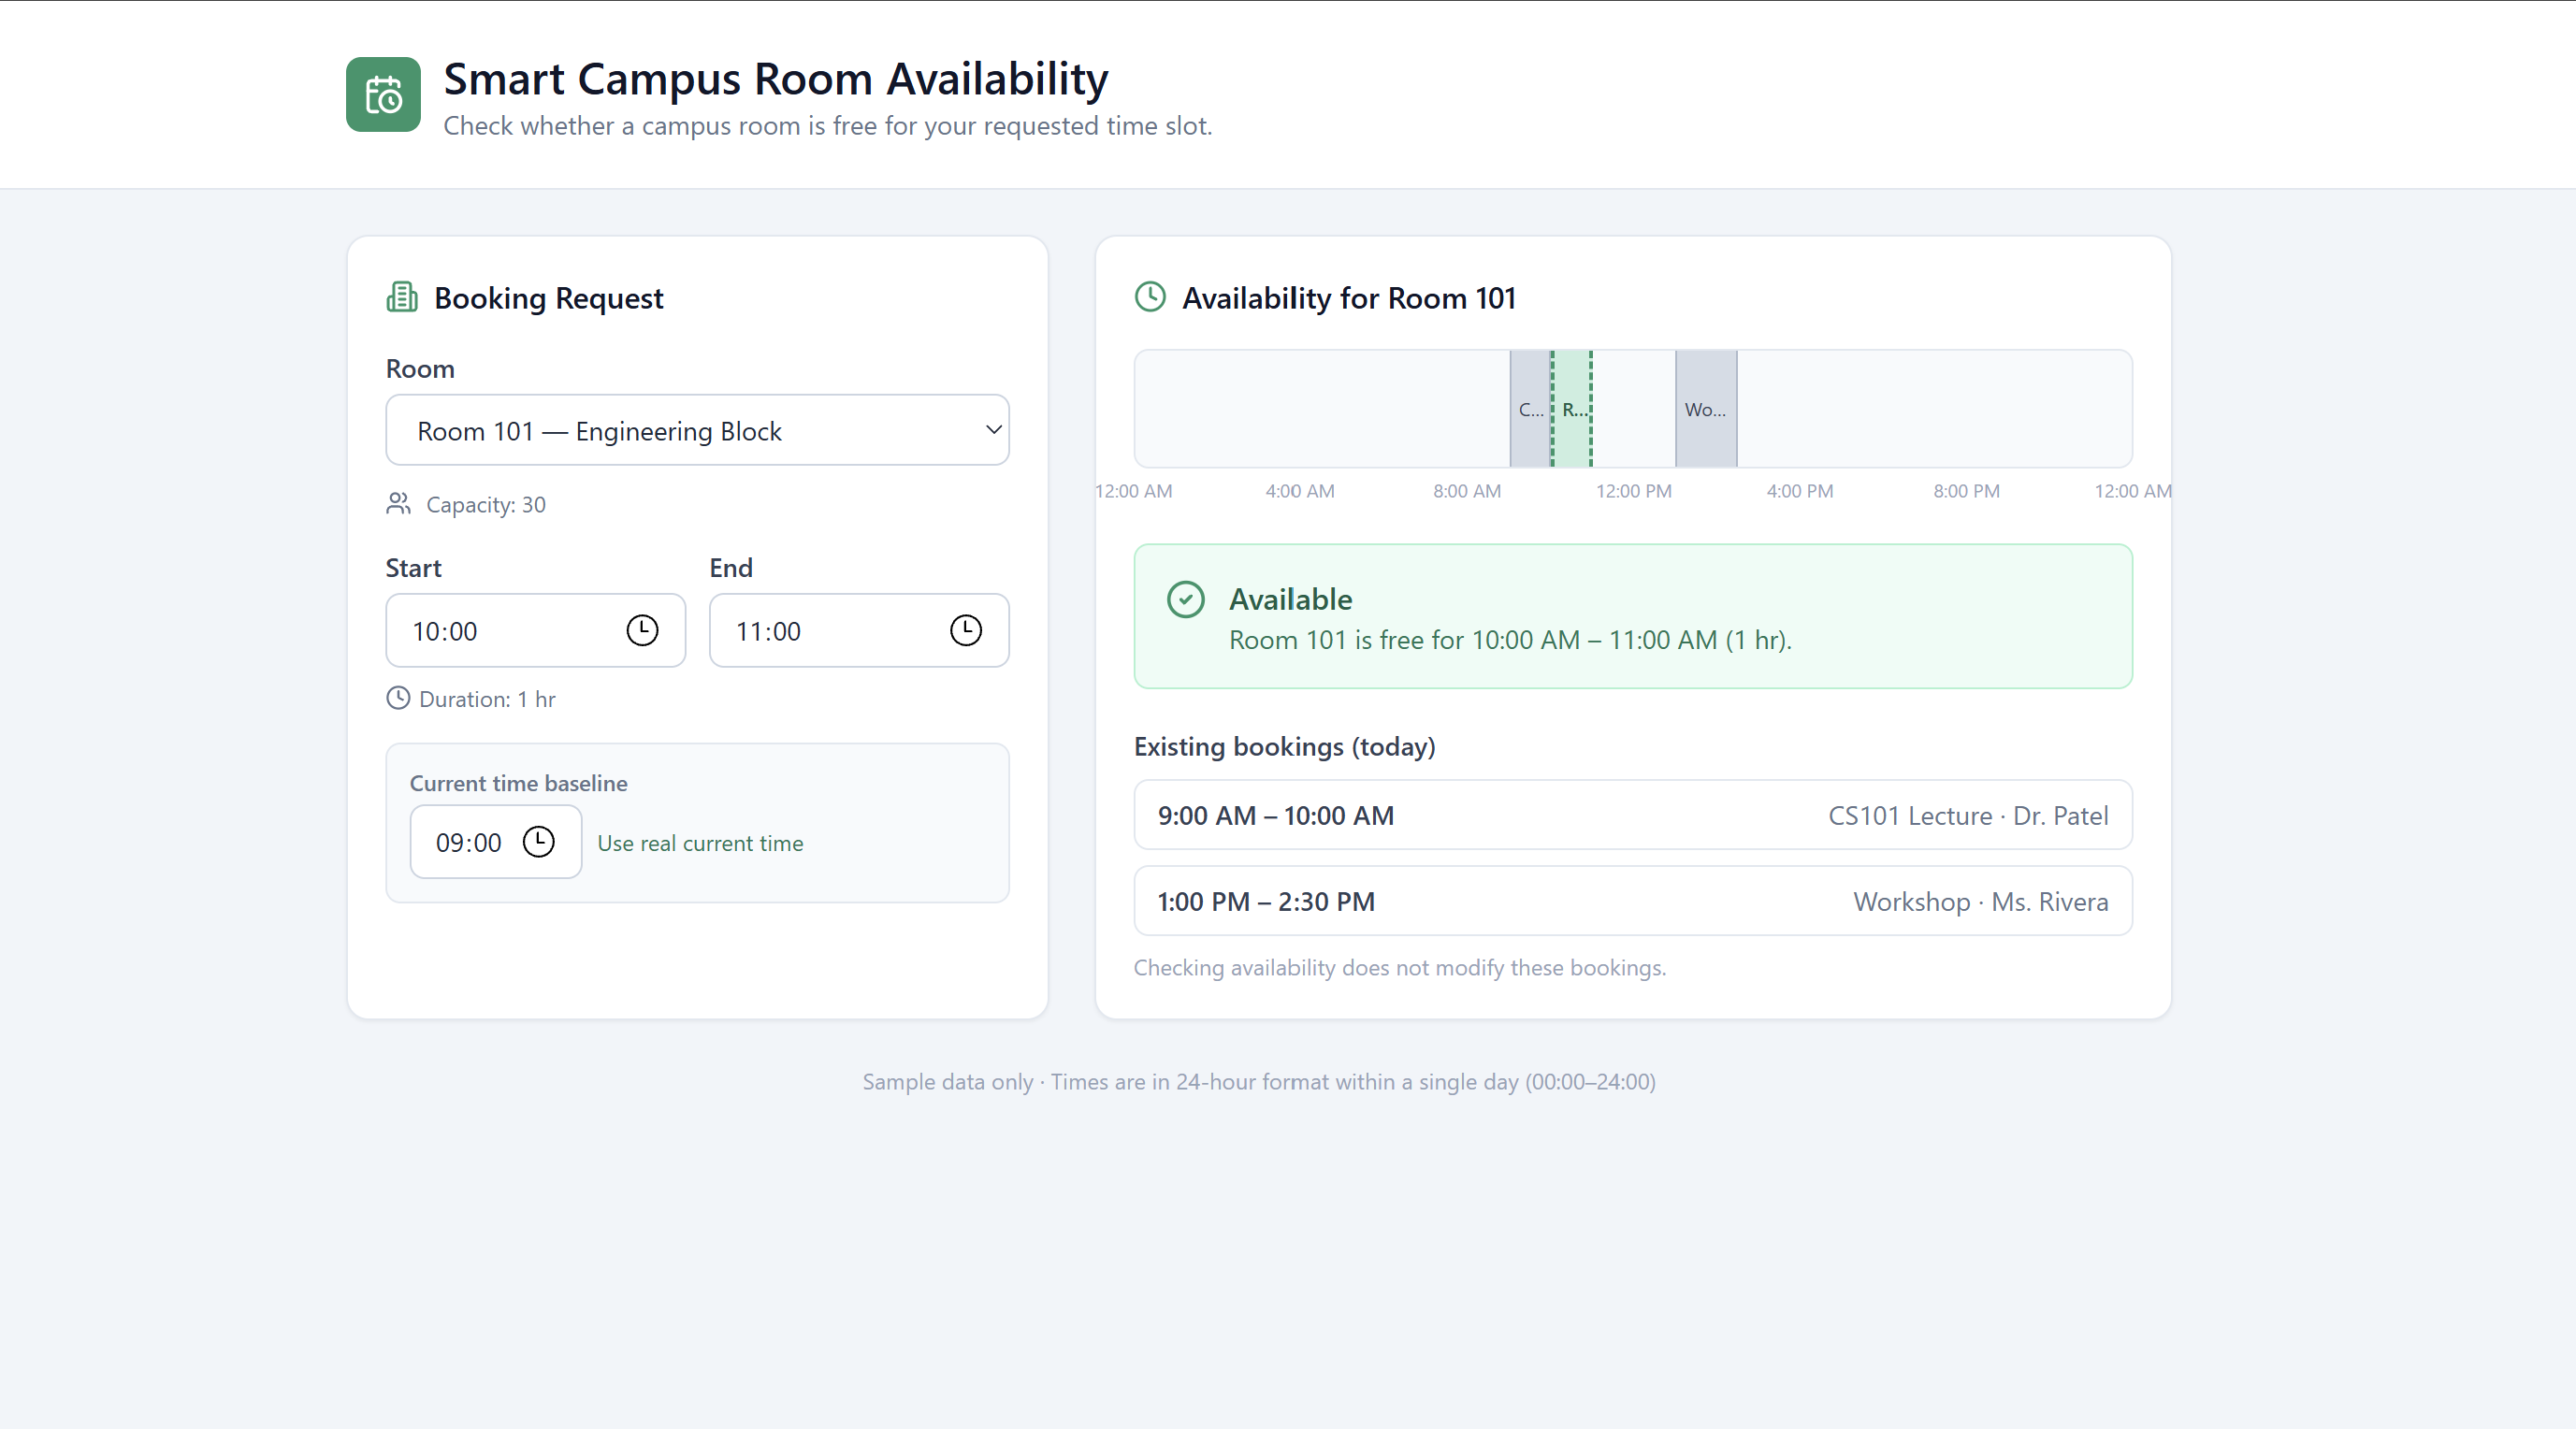 Smart Campus Room Availability
Check whether a campus room is free for your requested time slot.
Booking Request
Room
Room 101 — Engineering Block
Capacity: 30
Start
End
10:00
11:00
Duration: 1 hr
Current time baseline
09:00
Use real current time
Availability for Room 101
C...
R...
Wo...
12:00 AM
4:00 AM
8:00 AM
12:00 PM
4:00 PM
8:00 PM
12:00 AM
Available
Room 101 is free for 10:00 AM – 11:00 AM (1 hr).
Existing bookings (today)
9:00 AM – 10:00 AM
CS101 Lecture · Dr. Patel
1:00 PM – 2:30 PM
Workshop · Ms. Rivera
Checking availability does not modify these bookings.
Sample data only · Times are in 24-hour format within a single day (00:00–24:00)